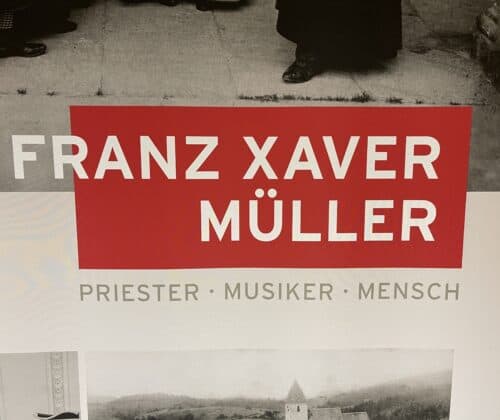 FRANZ XAVER
MÜLLER
PRIESTER · MUSIKER · MENSCH